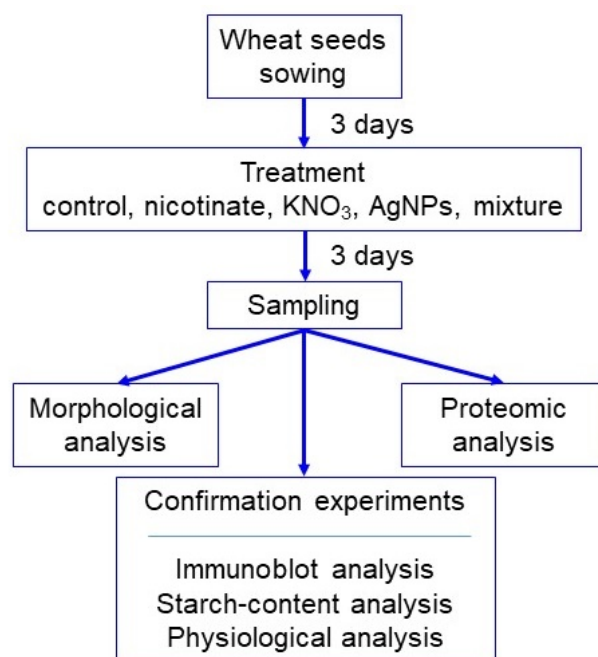 Wheat seeds
sowing
3 days
Treatment
control, nicotinate, KNO₃, AgNPs, mixture
3 days
Sampling
Morphological
analysis
Proteomic
analysis
Confirmation experiments
Immunoblot analysis
Starch-content analysis
Physiological analysis